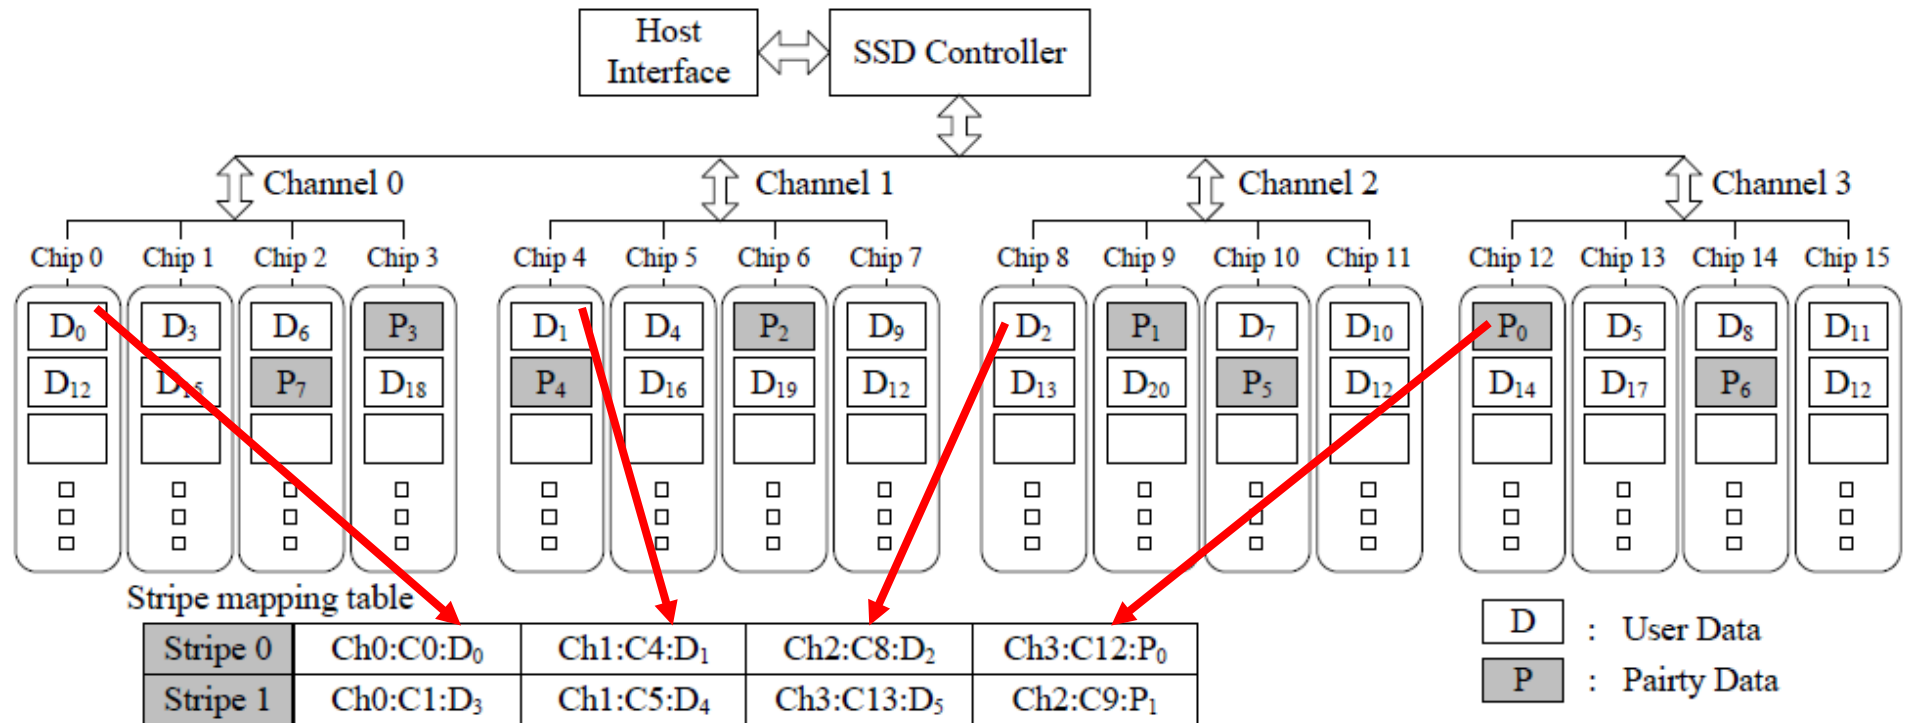 Host Interface
SSD Controller
Channel 0 Channel 1 Channel 2 Channel 3
Chip 0 Chip 1 Chip 2 Chip 3 Chip 4 Chip 5 Chip 6 Chip 7 Chip 8 Chip 9 Chip 10 Chip 11 Chip 12 Chip 13 Chip 14 Chip 15
D₀ D₃ D₆ P₃ D₁ D₄ P₂ D₉ D₂ P₁ D₇ D₁₀ P₀ D₅ D₈ D₁₁
D₁₂ D₁₅ P₇ D₁₈ P₄ D₁₆ D₁₉ D₁₂ D₁₃ D₂₀ P₅ D₁₂ D₁₄ D₁₇ P₆ D₁₂
Stripe mapping table
Stripe 0 Ch0:C0:D₀ Ch1:C4:D₁ Ch2:C8:D₂ Ch3:C12:P₀
Stripe 1 Ch0:C1:D₃ Ch1:C5:D₄ Ch3:C13:D₅ Ch2:C9:P₁
D : User Data
P : Pairty Data